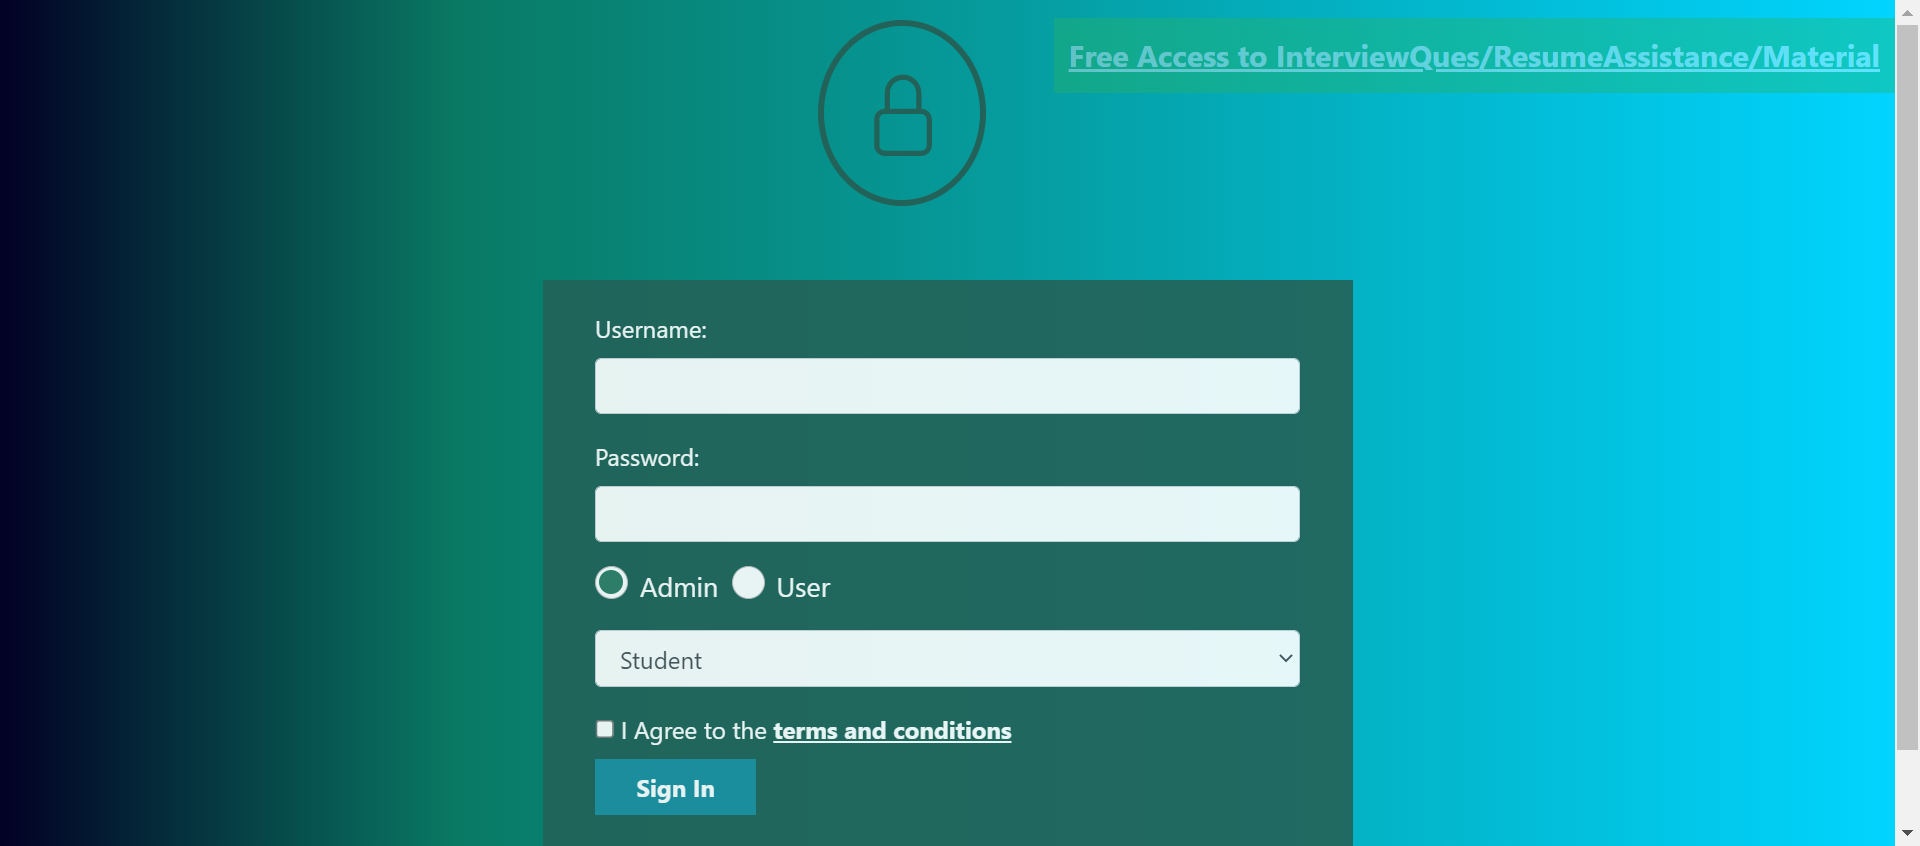 Free Access to InterviewQues/ResumeAssistance/Material
Username:
Password:
Admin User
Student
I Agree to the terms and conditions
Sign In